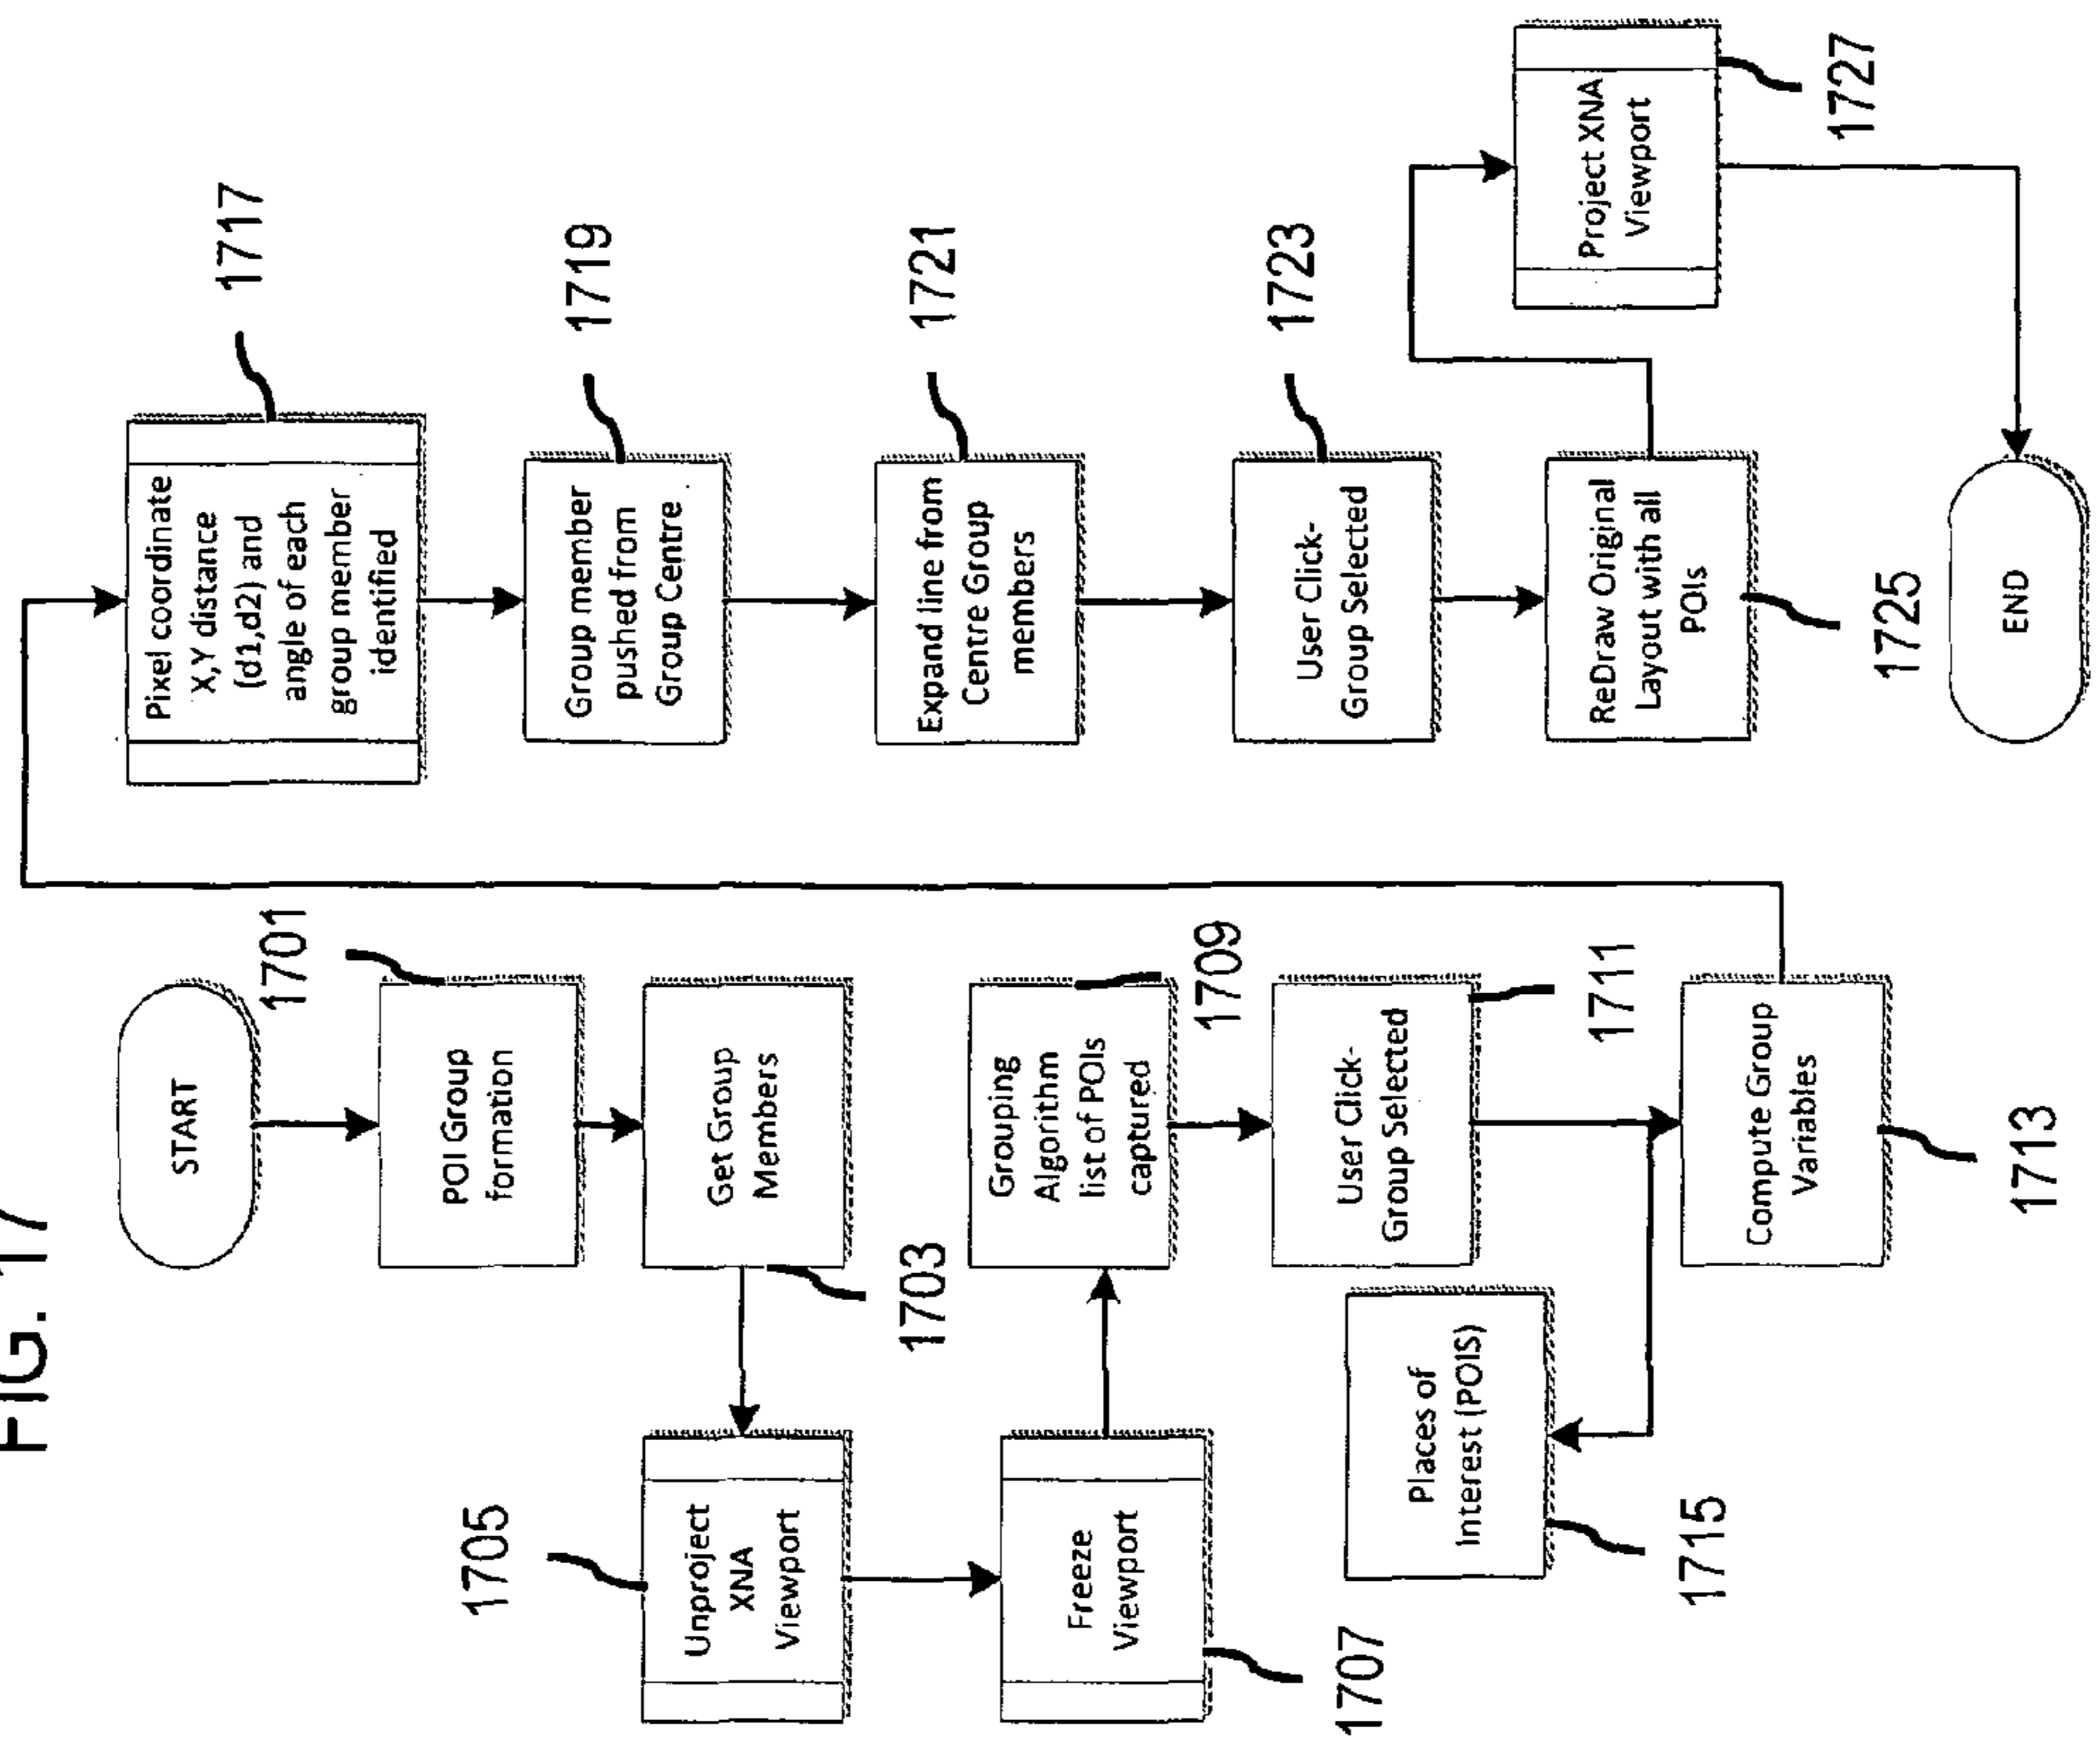 FIG. 17
START
1701
POI Group
formation
Get Group
Members
1703
1705
Unproject
XNA
Viewport
Freeze
Viewport
1707
Grouping
Algorithm
list of POIs
captured
1709
User Click-
Group Selected
1711
Places of
Interest (POIS)
1715
Compute Group
Variables
1713
Pixel coordinate
X,Y distance
(d1,d2) and
angle of each
group member
identified
1717
Group member
pushed from
Group Centre
1719
Expand line from
Centre Group
members
1721
User Click-
Group Selected
1723
ReDraw Original
Layout with all
POIs
1725
Project XNA
Viewport
1727
END